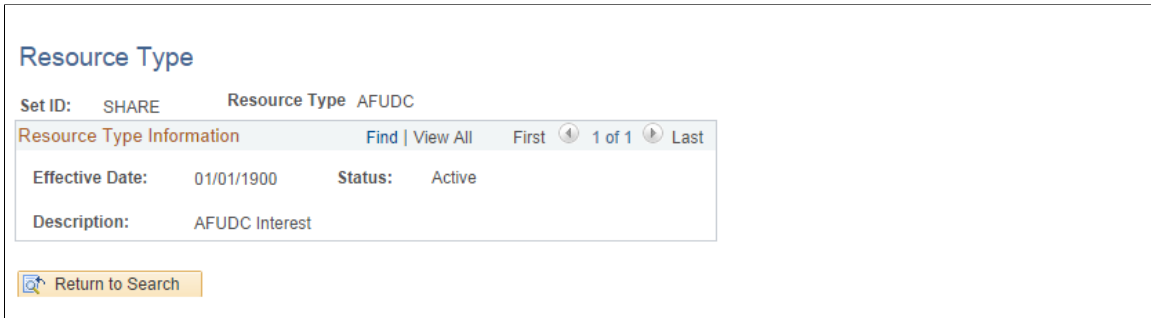 Resource Type
Set ID: SHARE Resource Type AFUDC
Resource Type Information Find | View All First 1 of 1 Last
Effective Date: 01/01/1900 Status: Active
Description: AFUDC Interest
Return to Search